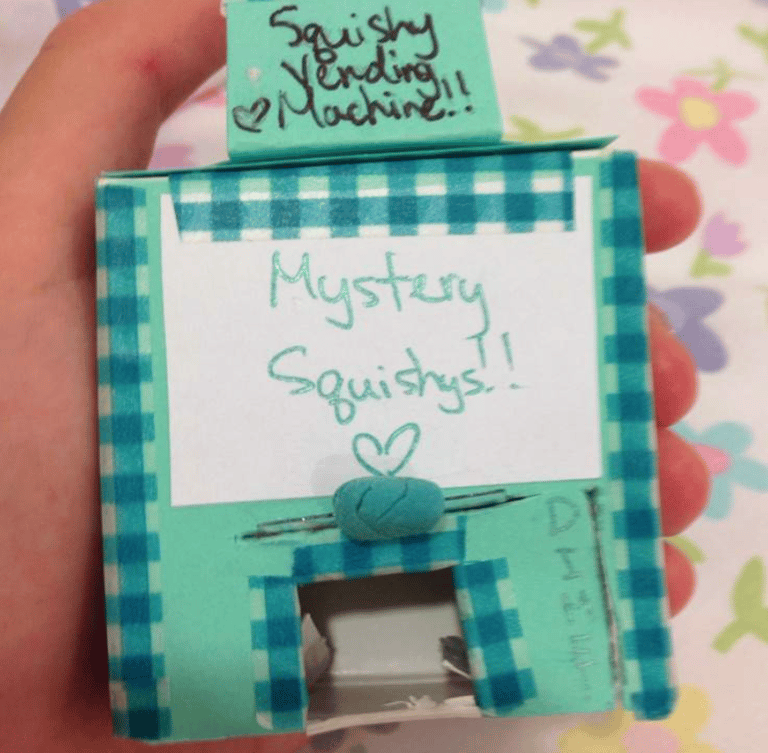 Squishy
Vending
♡ Machine!!
Mystery
Squishys!!
♡